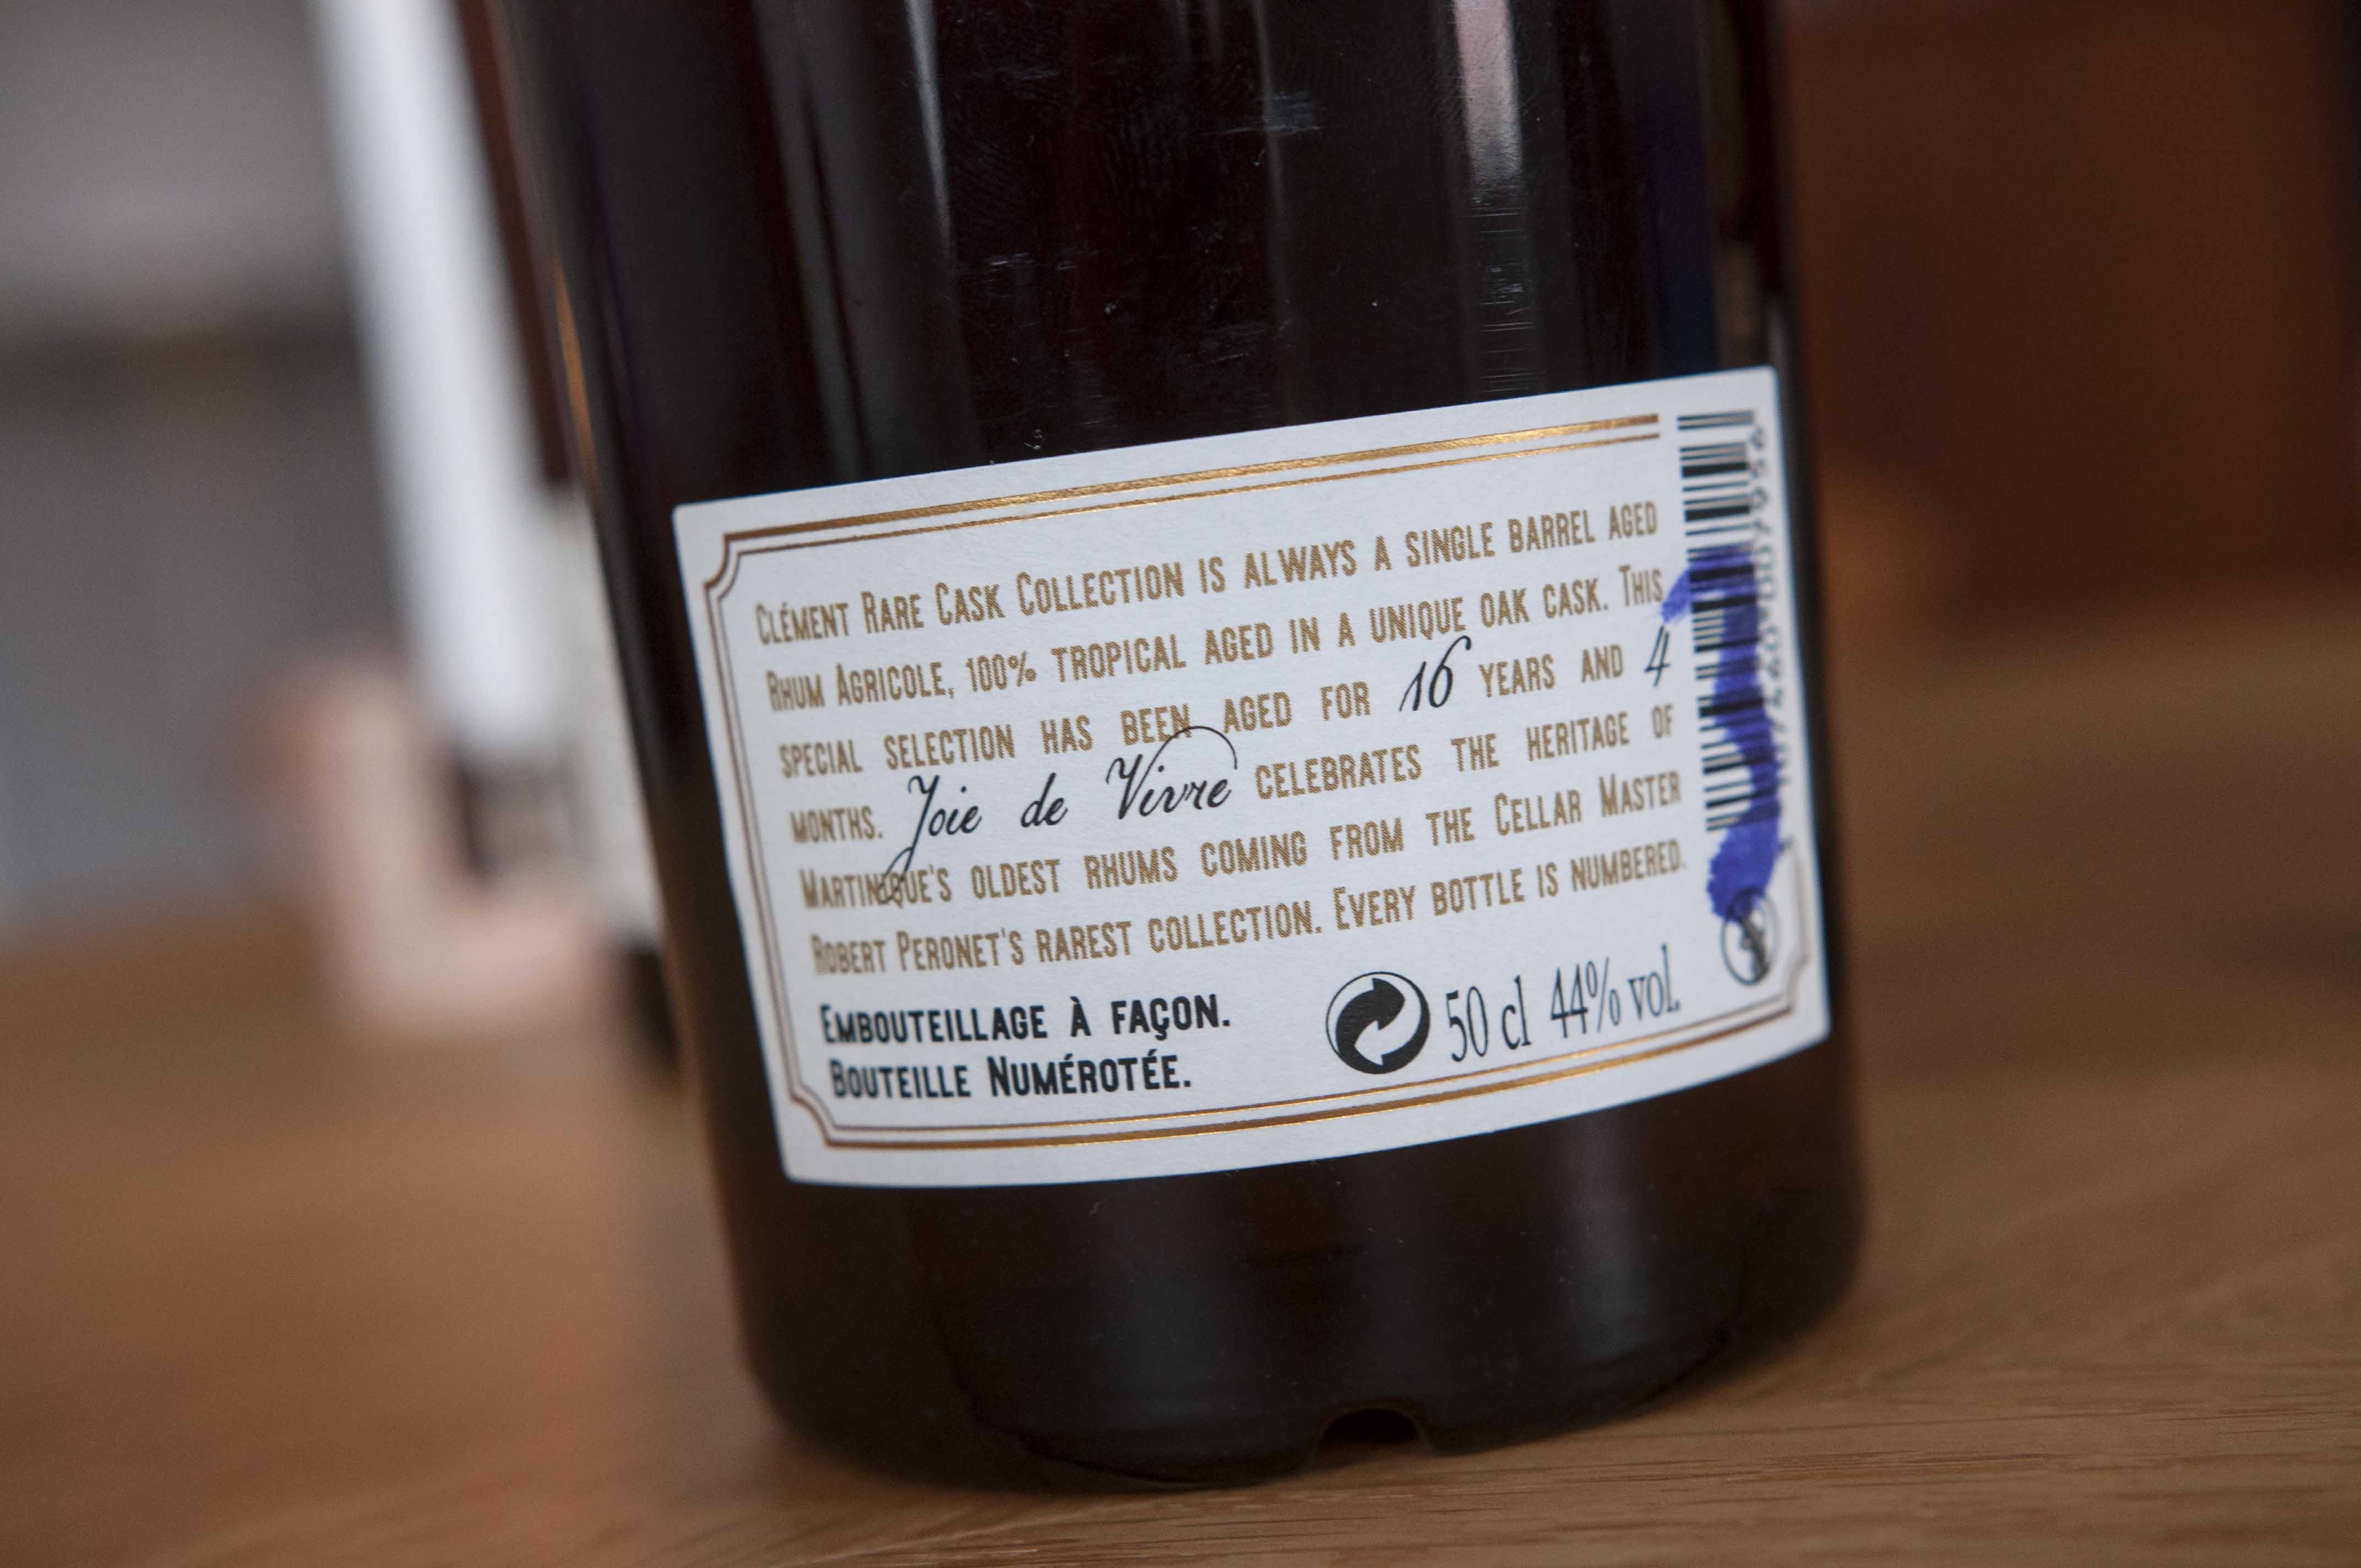 Clément Rare Cask Collection is always a single barrel aged
Rhum Agricole, 100% tropical aged in a unique oak cask. This
special selection has been aged for 16 years and 4
months. Joie de Vivre celebrates the heritage of
Martinique's oldest rhums coming from the Cellar Master
Robert Peronet's rarest collection. Every bottle is numbered.
Embouteillage à façon.
Bouteille Numérotée.
50 cl 44% vol.